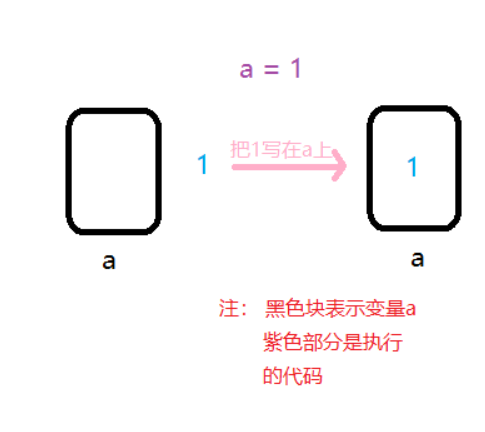 a = 1
1
把1写在a上
1
a
a
注： 黑色块表示变量a
紫色部分是执行
的代码